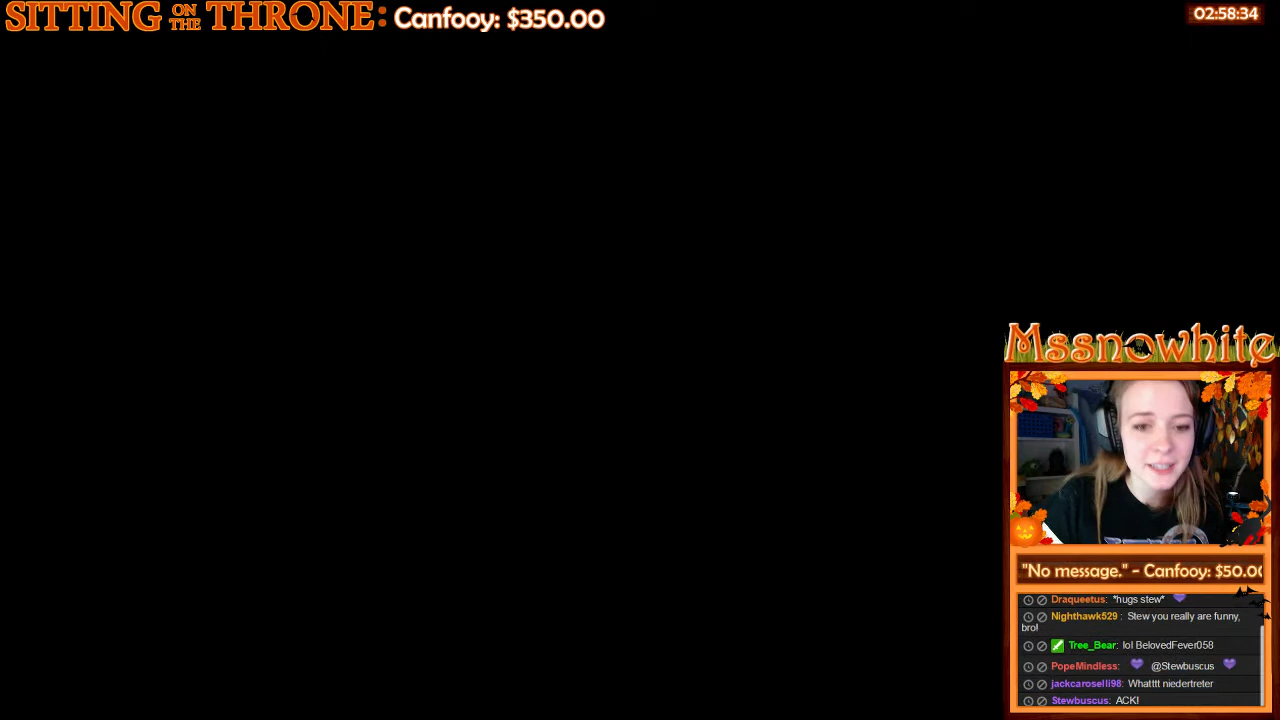 SITTING ON THE THRONE: Canfooy: $350.00
02:58:34
Mssnowhite
"No message." - Canfooy: $50.00
Draqueetus: *hugs stew* 💜
Nighthawk529 : Stew you really are funny,
bro!
Tree_Bear: lol BelovedFever058
PopeMindless: 💜 @Stewbuscus 💜
jackcaroselli98: Whatttt niedertreter
Stewbuscus: ACK!